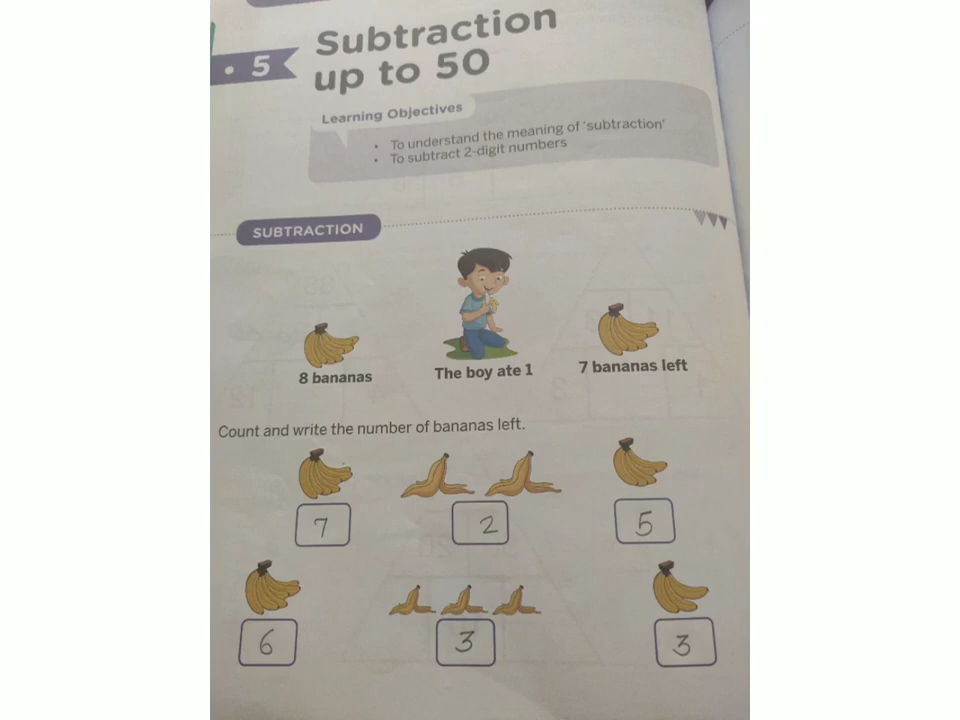 • 5
Subtraction
up to 50
Learning Objectives
• To understand the meaning of 'subtraction'
• To subtract 2-digit numbers
SUBTRACTION
8 bananas
The boy ate 1
7 bananas left
Count and write the number of bananas left.
7 2 5
6 3 3